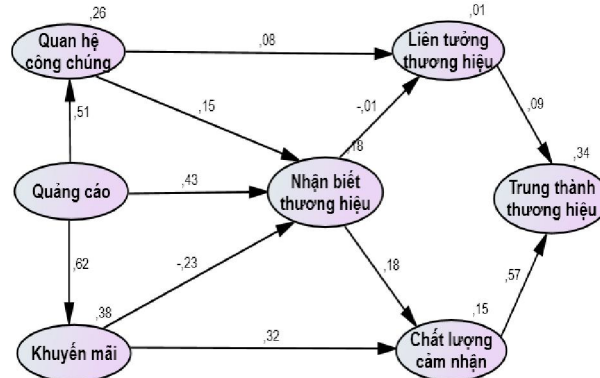 ,26
Quan hệ
công chúng
,08
,01
Liên tưởng
thương hiệu
,51
,15
-,01
,09
,18
,34
Quảng cáo
,43
Nhận biết
thương hiệu
Trung thành
thương hiệu
,62
-,23
,18
,57
,38
Khuyến mãi
,32
,15
Chất lượng
cảm nhận